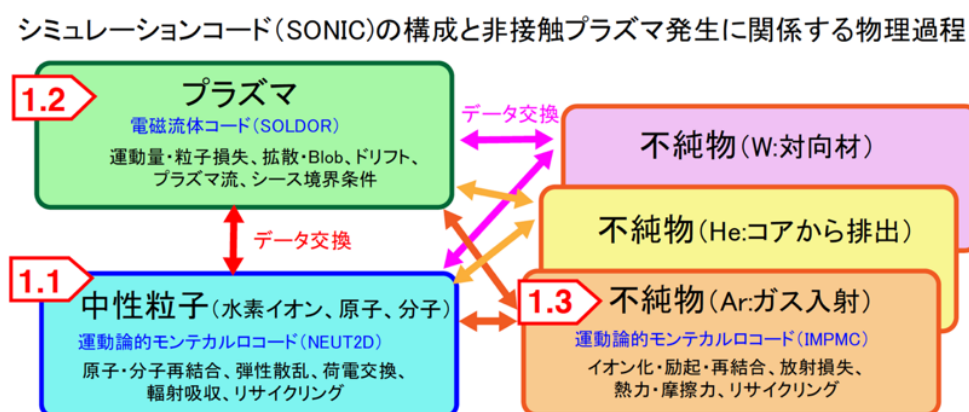 シミュレーションコード(SONIC)の構成と非接触プラズマ発生に関係する物理過程
1.2
プラズマ
電磁流体コード(SOLDOR)
運動量・粒子損失、拡散・Blob、ドリフト、
プラズマ流、シース境界条件
データ交換
不純物(W:対向材)
不純物(He:コアから排出)
データ交換
1.1
中性粒子(水素イオン、原子、分子)
運動論的モンテカルロコード(NEUT2D)
原子・分子再結合、弾性散乱、荷電交換、
輻射吸収、リサイクリング
1.3
不純物(Ar:ガス入射)
運動論的モンテカルロコード(IMPMC)
イオン化・励起・再結合、放射損失、
熱力・摩擦力、リサイクリング